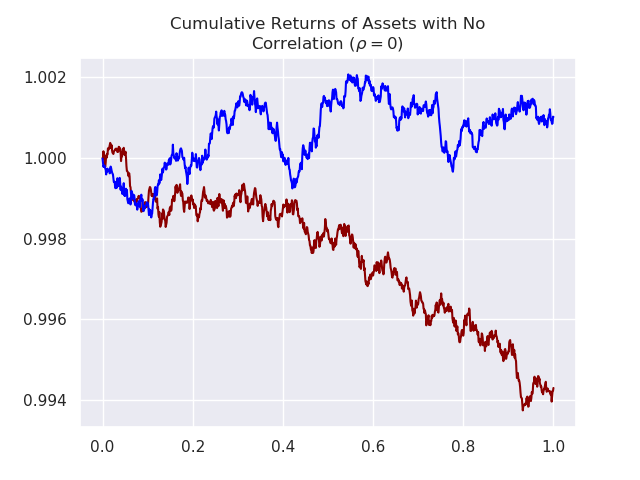 Cumulative Returns of Assets with No
Correlation (ρ = 0)
1.002
1.000
0.998
0.996
0.994
0.0 0.2 0.4 0.6 0.8 1.0